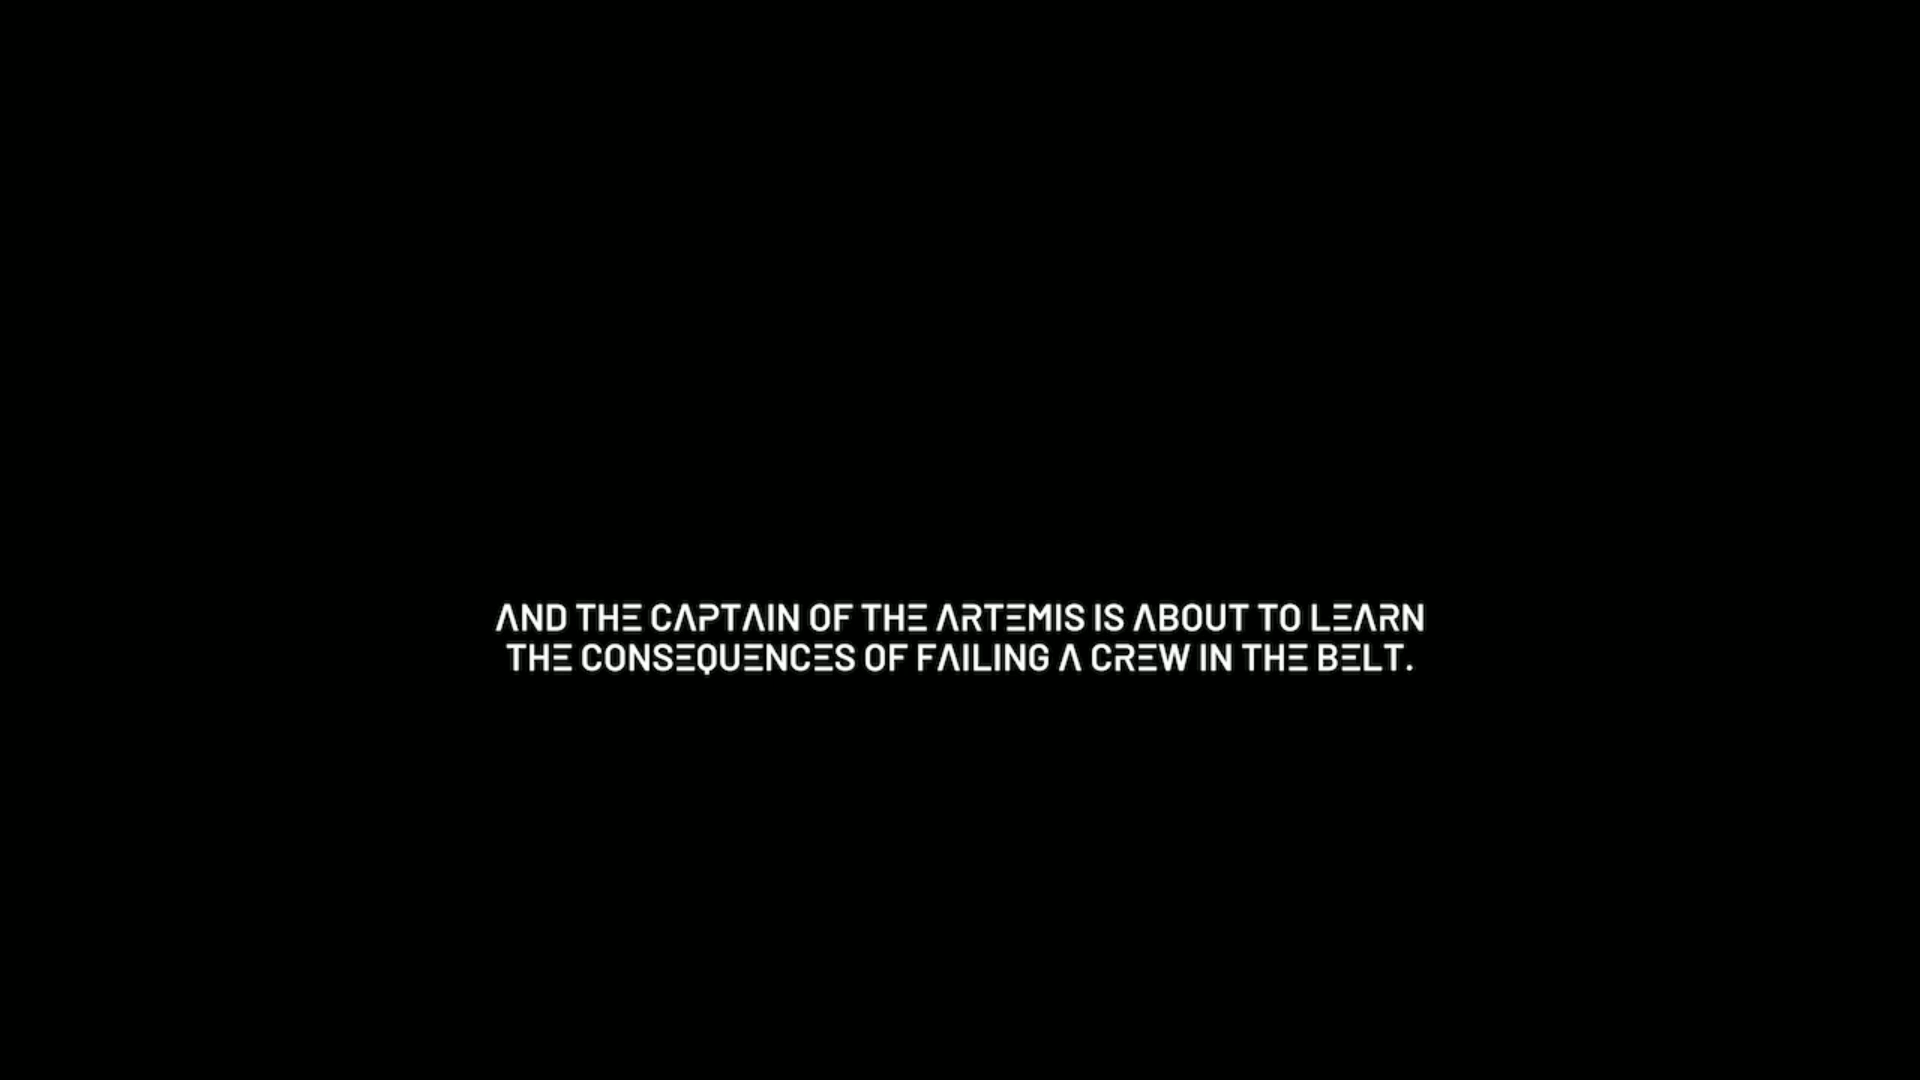 AND THE CAPTAIN OF THE ARTEMIS IS ABOUT TO LEARN
THE CONSEQUENCES OF FAILING A CREW IN THE BELT.